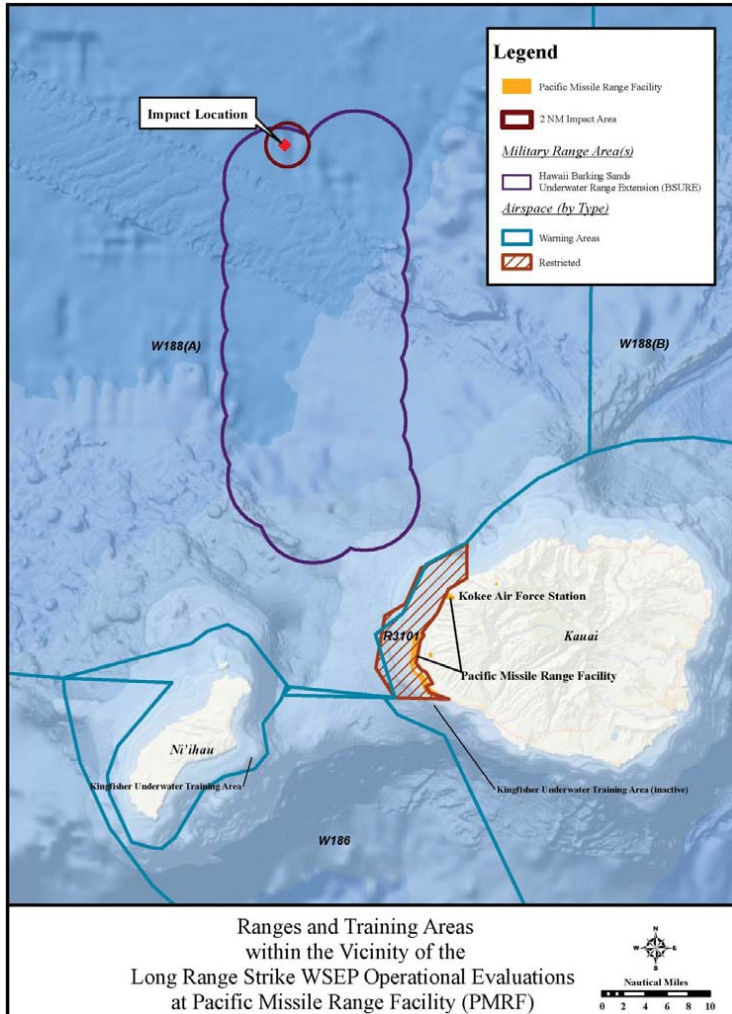 Impact Location
Legend
Pacific Missile Range Facility
2 NM Impact Area
Military Range Area(s)
Hawaii Barking Sands
Underwater Range Extension (BSURE)
Airspace (by Type)
Warning Areas
Restricted
W188(A)
W188(B)
Kokee Air Force Station
R3101
Kauai
Pacific Missile Range Facility
Ni'ihau
Kingfisher Underwater Training Area
Kingfisher Underwater Training Area (inactive)
W186
Ranges and Training Areas
within the Vicinity of the
Long Range Strike WSEP Operational Evaluations
at Pacific Missile Range Facility (PMRF)
N
W E
S
Nautical Miles
0 2 4 6 8 10